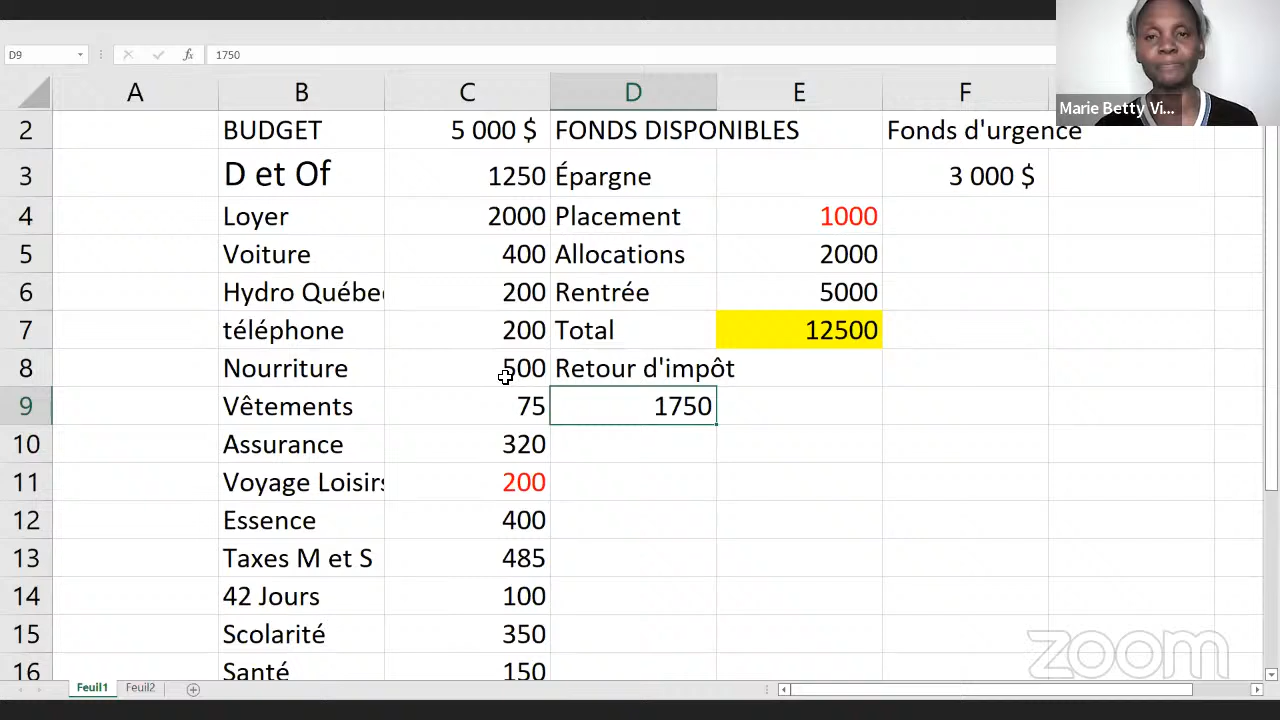 D9 fx 1750
A B C D E F
Marie Betty Vi...
2 BUDGET 5 000 $ FONDS DISPONIBLES Fonds d'urgence
3 D et Of 1250 Épargne 3 000 $
4 Loyer 2000 Placement 1000
5 Voiture 400 Allocations 2000
6 Hydro Québe 200 Rentrée 5000
7 téléphone 200 Total 12500
8 Nourriture 500 Retour d'impôt
9 Vêtements 75 1750
10 Assurance 320
11 Voyage Loisirs 200
12 Essence 400
13 Taxes M et S 485
14 42 Jours 100
15 Scolarité 350
16 Santé 150
zoom
Feuil1 Feuil2